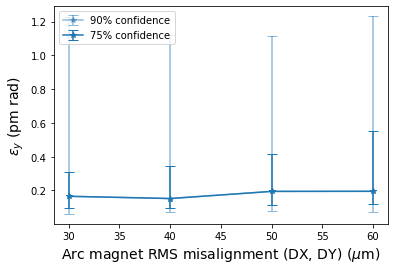 90% confidence
75% confidence
1.2
1.0
0.8
0.6
0.4
0.2
ε_y (pm rad)
30 35 40 45 50 55 60
Arc magnet RMS misalignment (DX, DY) (μm)